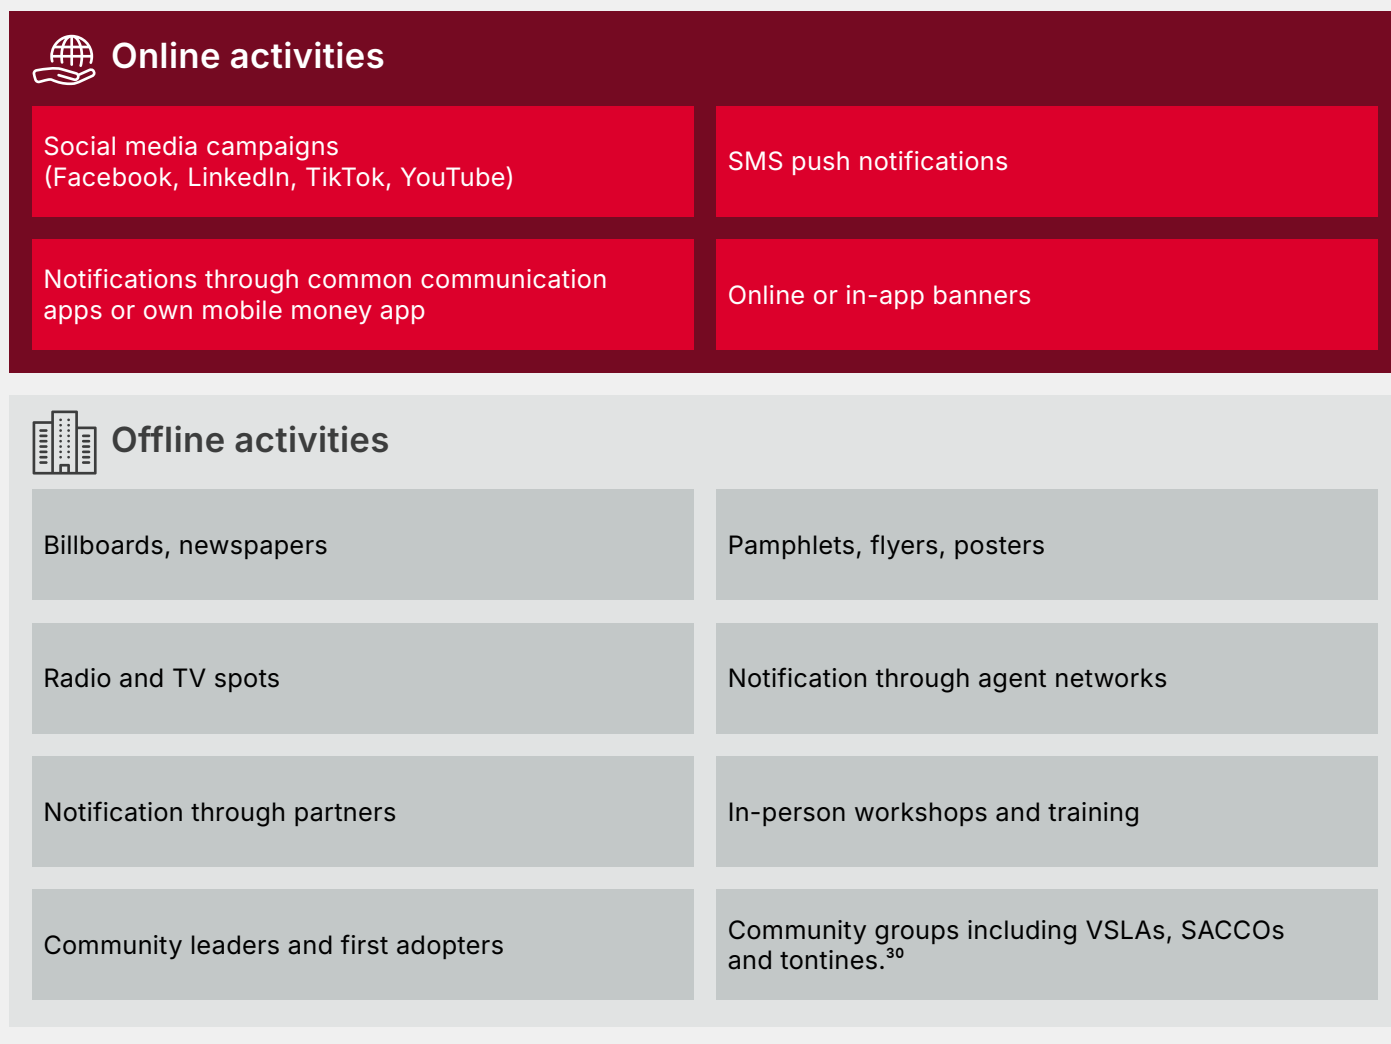 Online activities
Social media campaigns
(Facebook, LinkedIn, TikTok, YouTube)
SMS push notifications
Notifications through common communication
apps or own mobile money app
Online or in-app banners
Offline activities
Billboards, newspapers
Pamphlets, flyers, posters
Radio and TV spots
Notification through agent networks
Notification through partners
In-person workshops and training
Community leaders and first adopters
Community groups including VSLAs, SACCOs
and tontines.³⁰